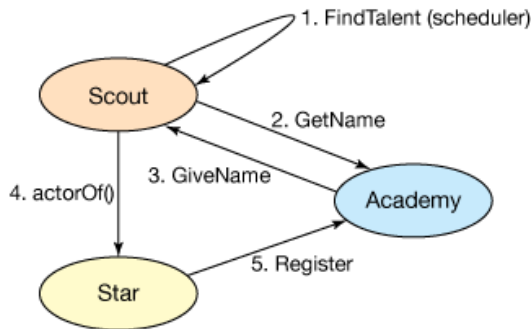 1. FindTalent (scheduler)
Scout
2. GetName
3. GiveName
4. actorOf()
Academy
5. Register
Star